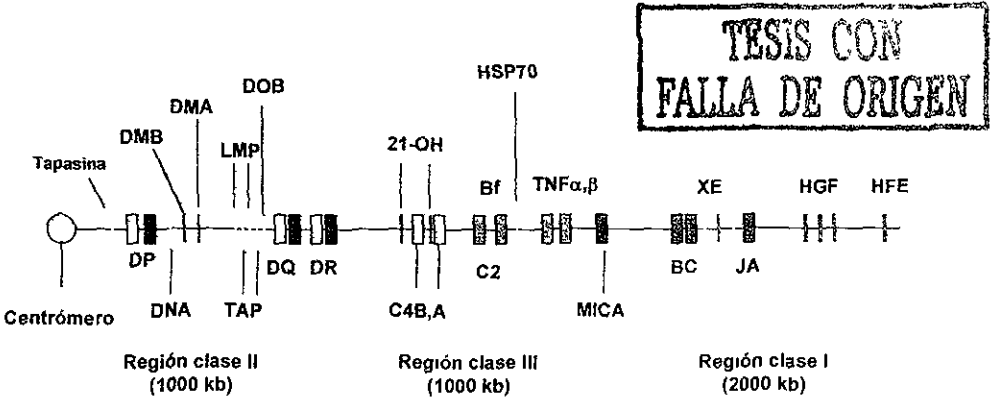 TESIS CON
FALLA DE ORIGEN
HSP70
DOB
DMA
DMB
LMP
21-OH
Tapasina
Bf
TNFα,β
XE
HGF
HFE
DP
DQ
DR
C2
BC
JA
Centrómero
DNA
TAP
C4B,A
MICA
Región clase II
(1000 kb)
Región clase III
(1000 kb)
Región clase I
(2000 kb)